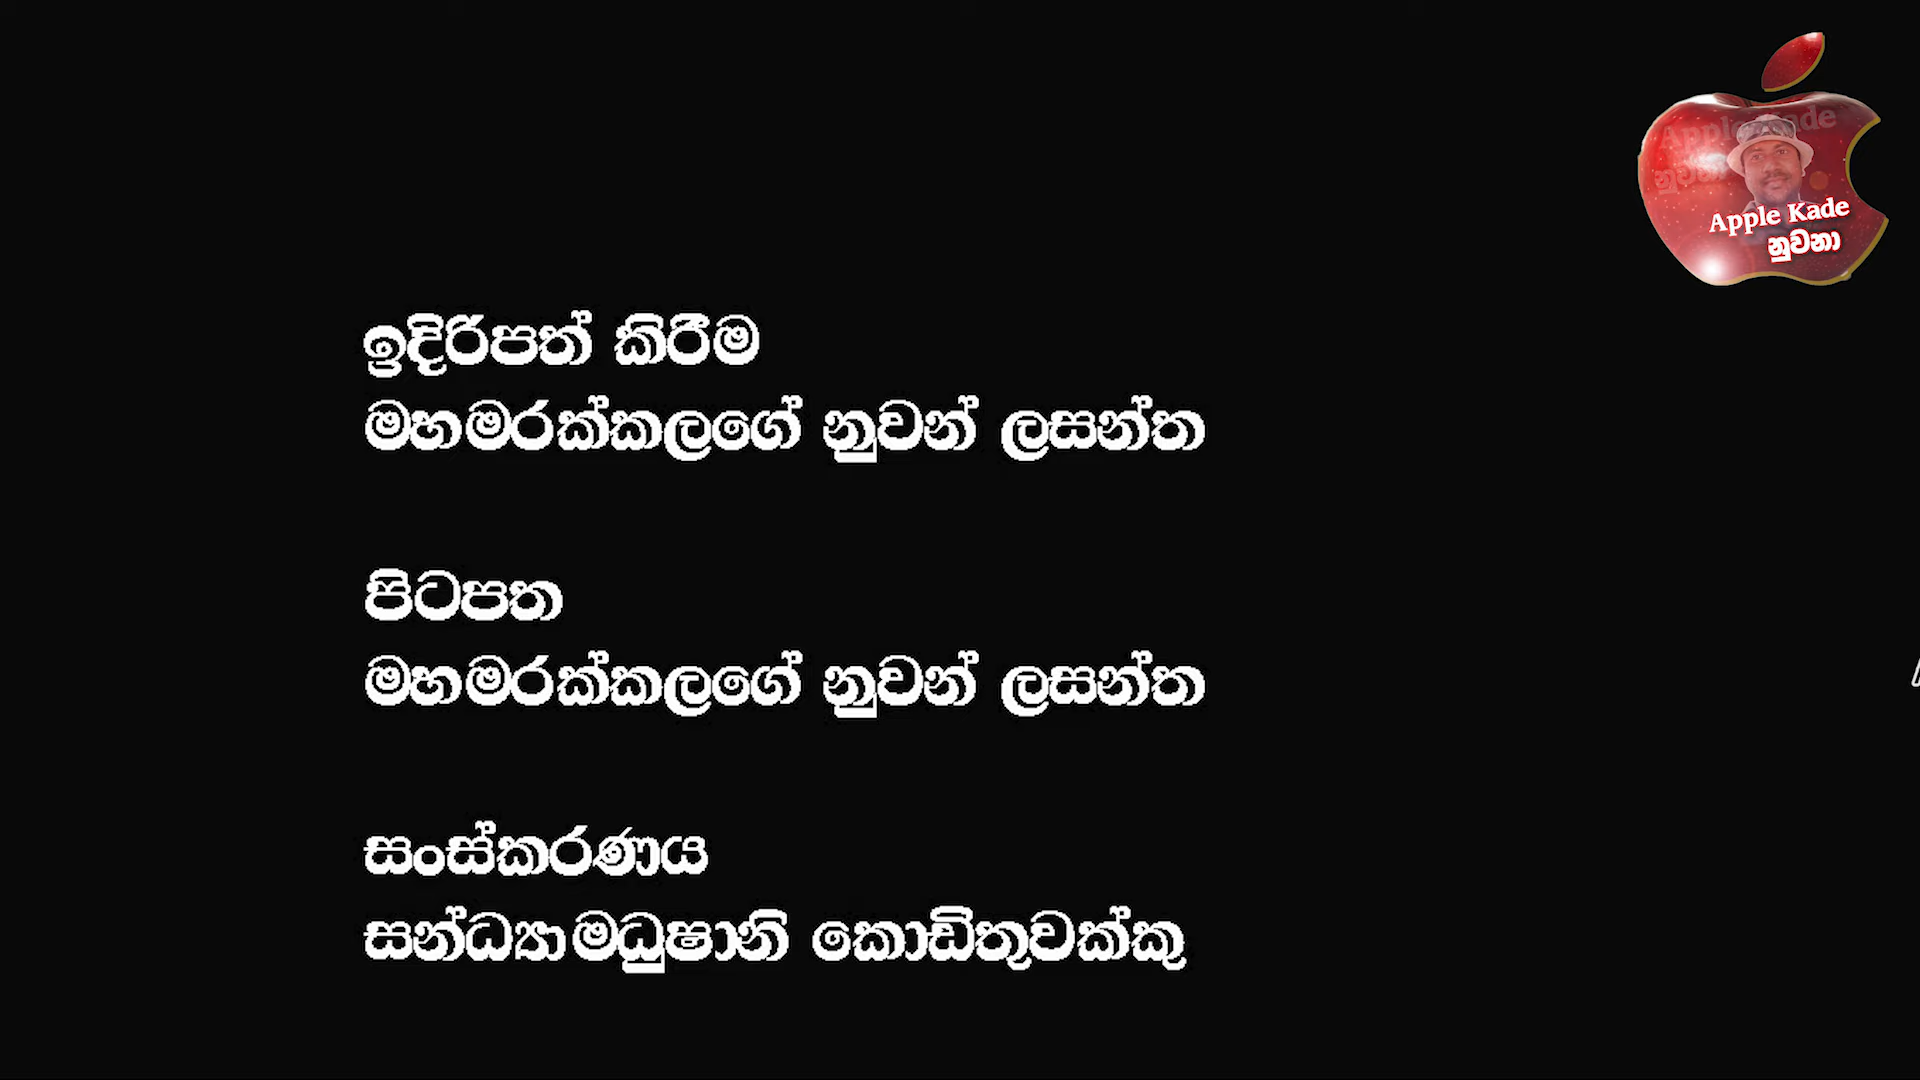 Apple Kade
නුවනා
ඉදිරිපත් කිරීම
මහමරක්කලගේ නුවන් ලසන්ත
පිටපත
මහමරක්කලගේ නුවන් ලසන්ත
සංස්කරණය
සන්ධ්‍යාමධුෂානි කොඩිතුවක්කු